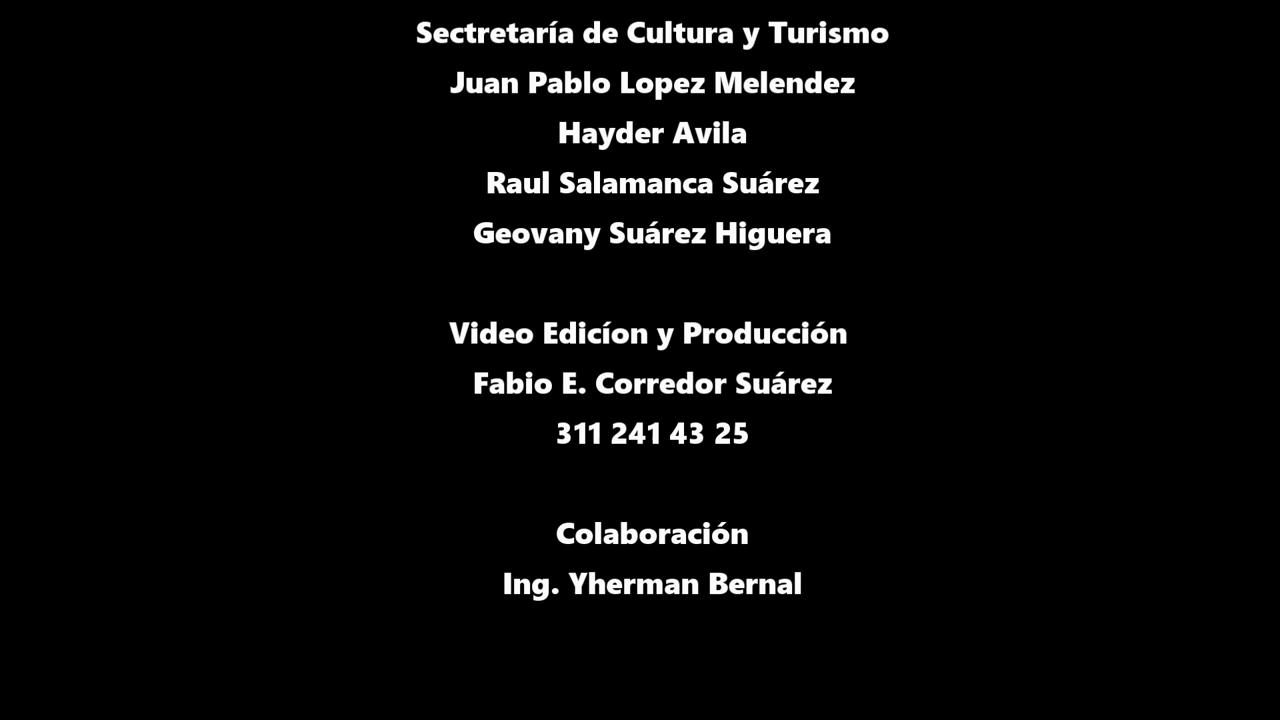 Sectretaría de Cultura y Turismo
Juan Pablo Lopez Melendez
Hayder Avila
Raul Salamanca Suárez
Geovany Suárez Higuera
Video Edicíon y Producción
Fabio E. Corredor Suárez
311 241 43 25
Colaboración
Ing. Yherman Bernal